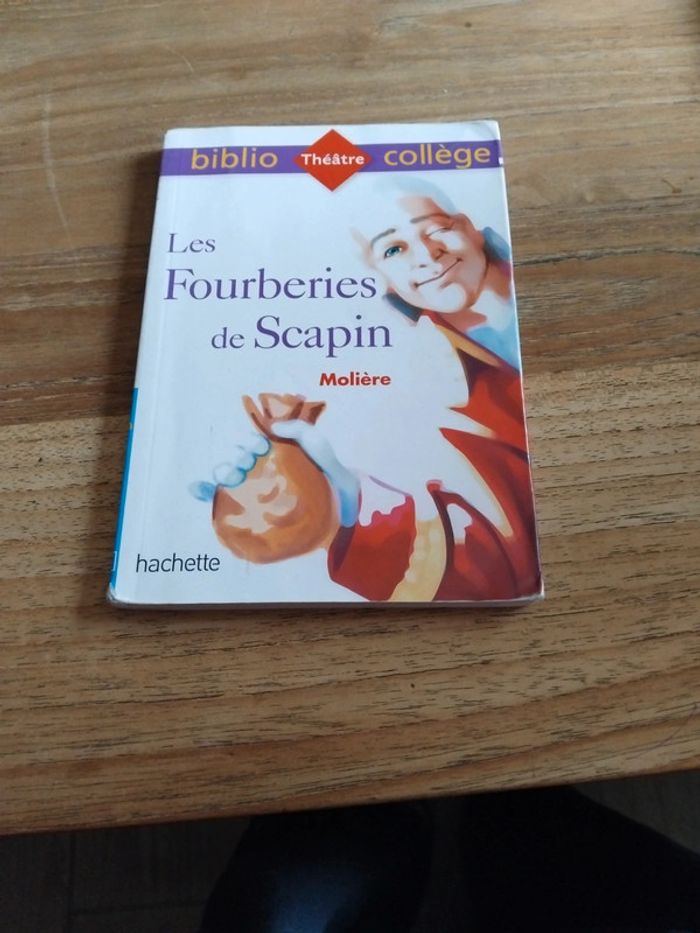 biblio Théâtre collège
Les
Fourberies
de Scapin
Molière
hachette